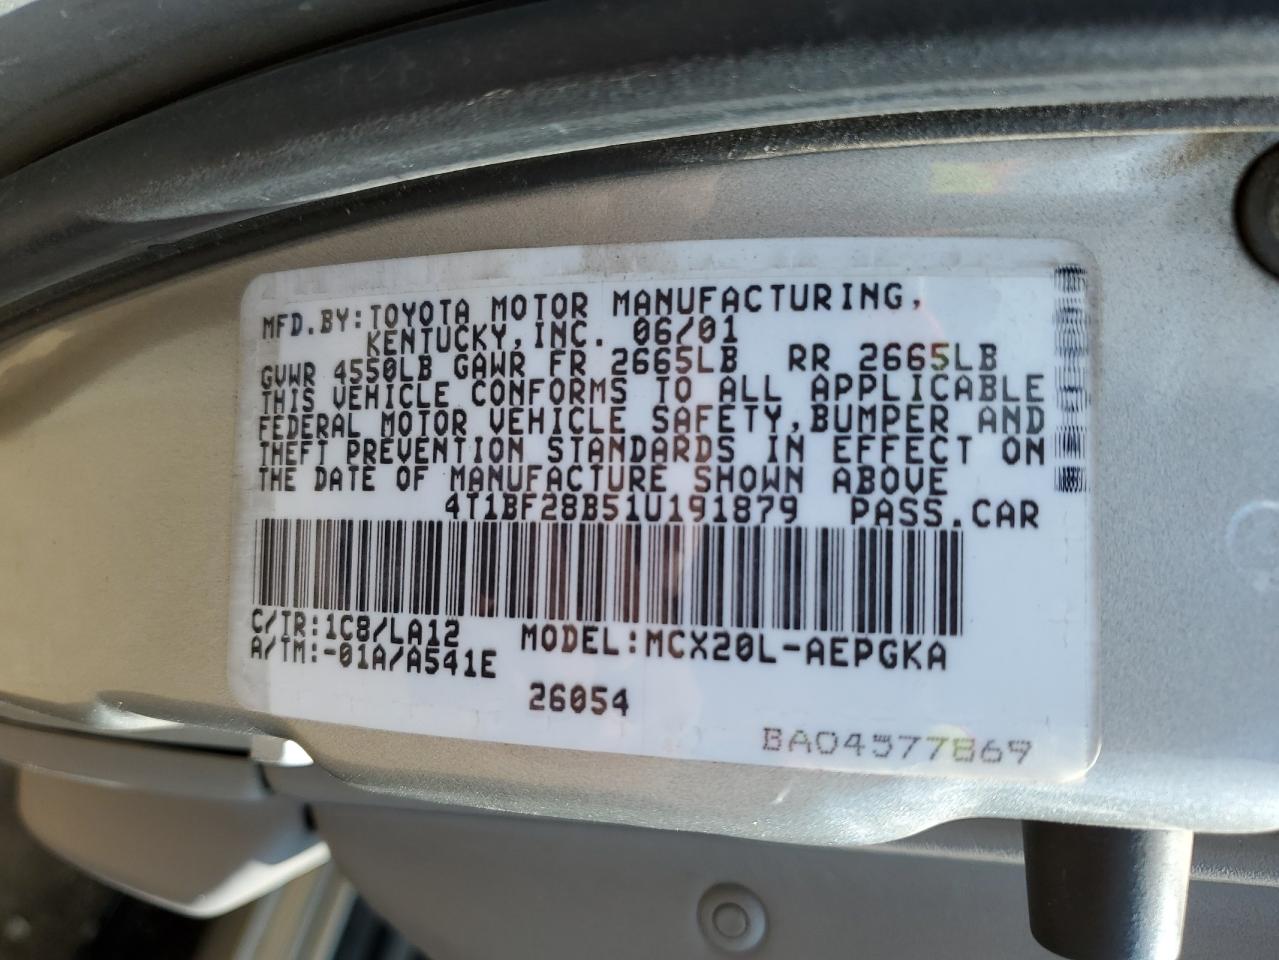 MFD.BY:TOYOTA MOTOR MANUFACTURING,
KENTUCKY,INC. 06/01
GVWR 4550LB GAWR FR 2665LB RR 2665LB
THIS VEHICLE CONFORMS TO ALL APPLICABLE
FEDERAL MOTOR VEHICLE SAFETY,BUMPER AND
THEFT PREVENTION STANDARDS IN EFFECT ON
THE DATE OF MANUFACTURE SHOWN ABOVE
4T1BF28B51U191879 PASS.CAR
C/TR:1C8/LA12 MODEL:MCX20L-AEPGKA
A/TM:-01A/A541E
26054
BA04577869